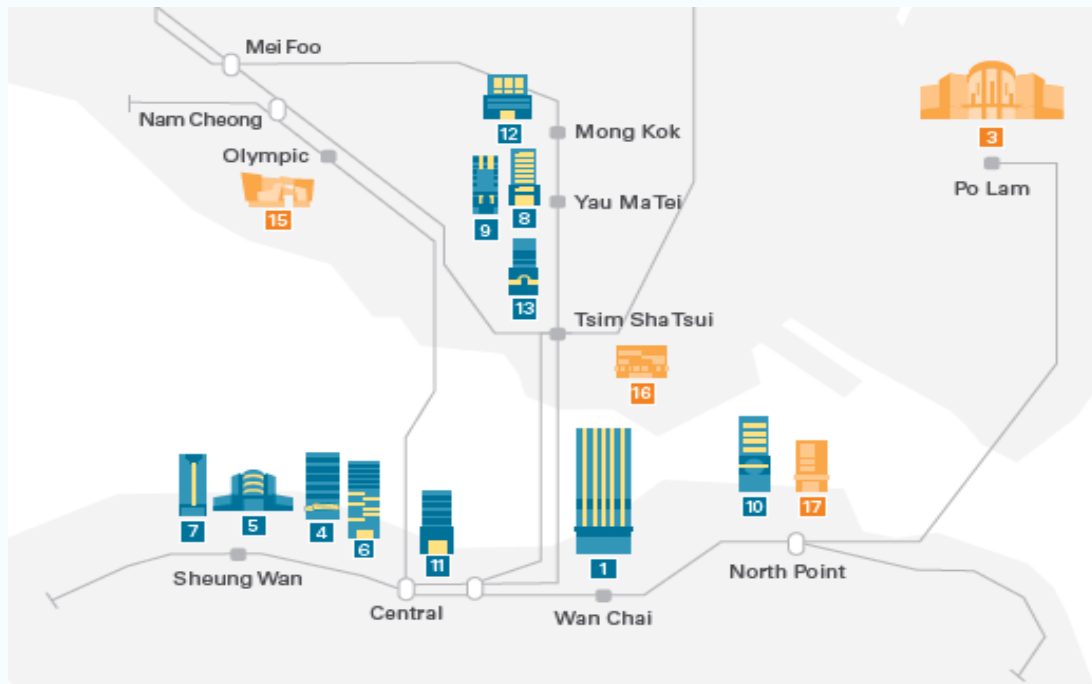 Mei Foo
3
Nam Cheong
12
Mong Kok
Olympic
Po Lam
15
9
8
Yau Ma Tei
13
Tsim Sha Tsui
16
7
5
4
6
11
1
10
17
Sheung Wan
Central
Wan Chai
North Point